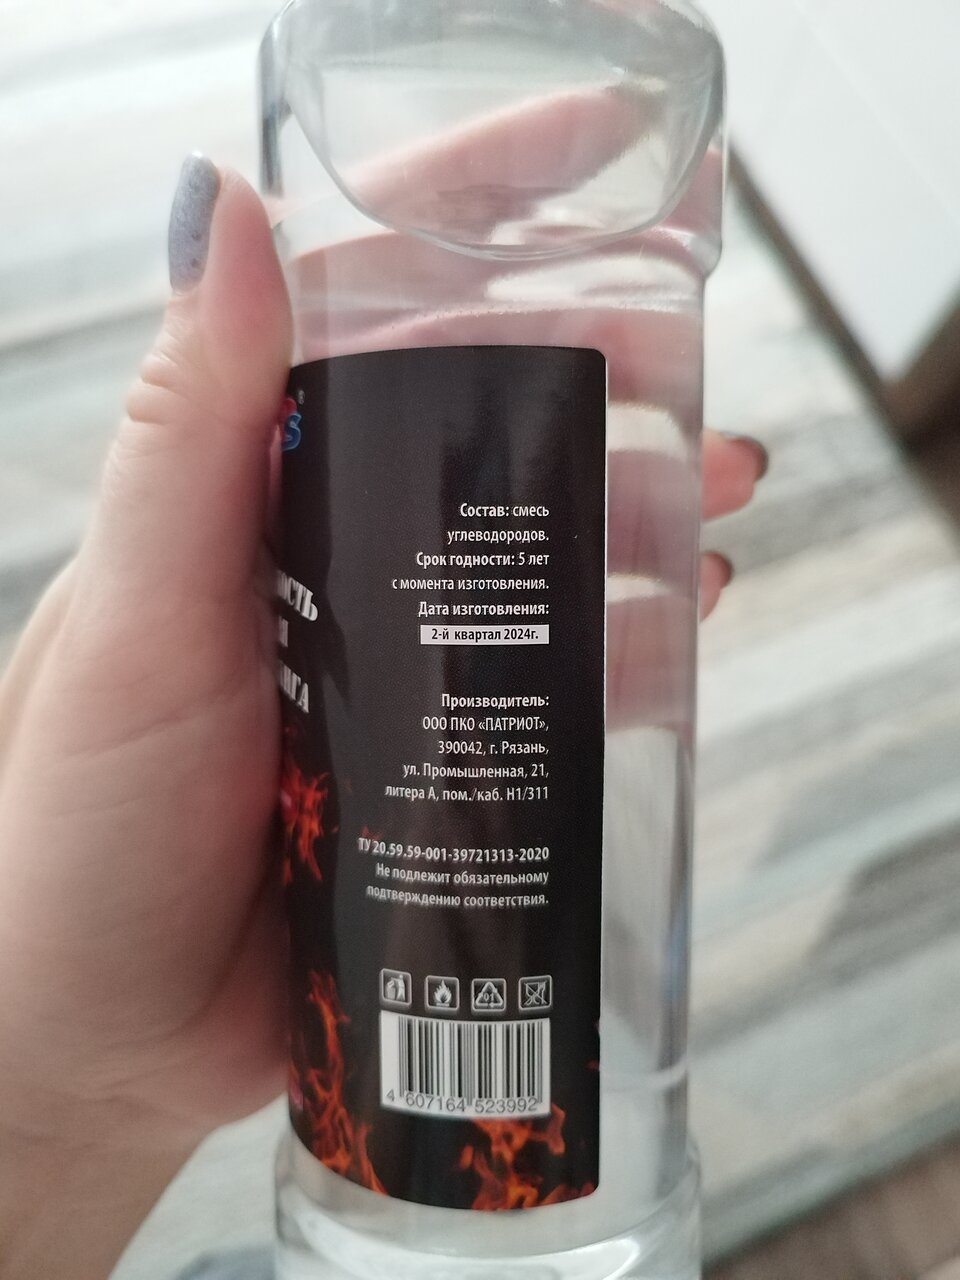 s®
Состав: смесь
углеводородов.
Срок годности: 5 лет
с момента изготовления.
Дата изготовления:
2-й квартал 2024г.
Производитель:
ООО ПКО «ПАТРИОТ»,
390042, г. Рязань,
ул. Промышленная, 21,
литера А, пом./каб. Н1/311
ТУ 20.59.59-001-39721313-2020
Не подлежит обязательному
подтверждению соответствия.
01
4 607164 523992